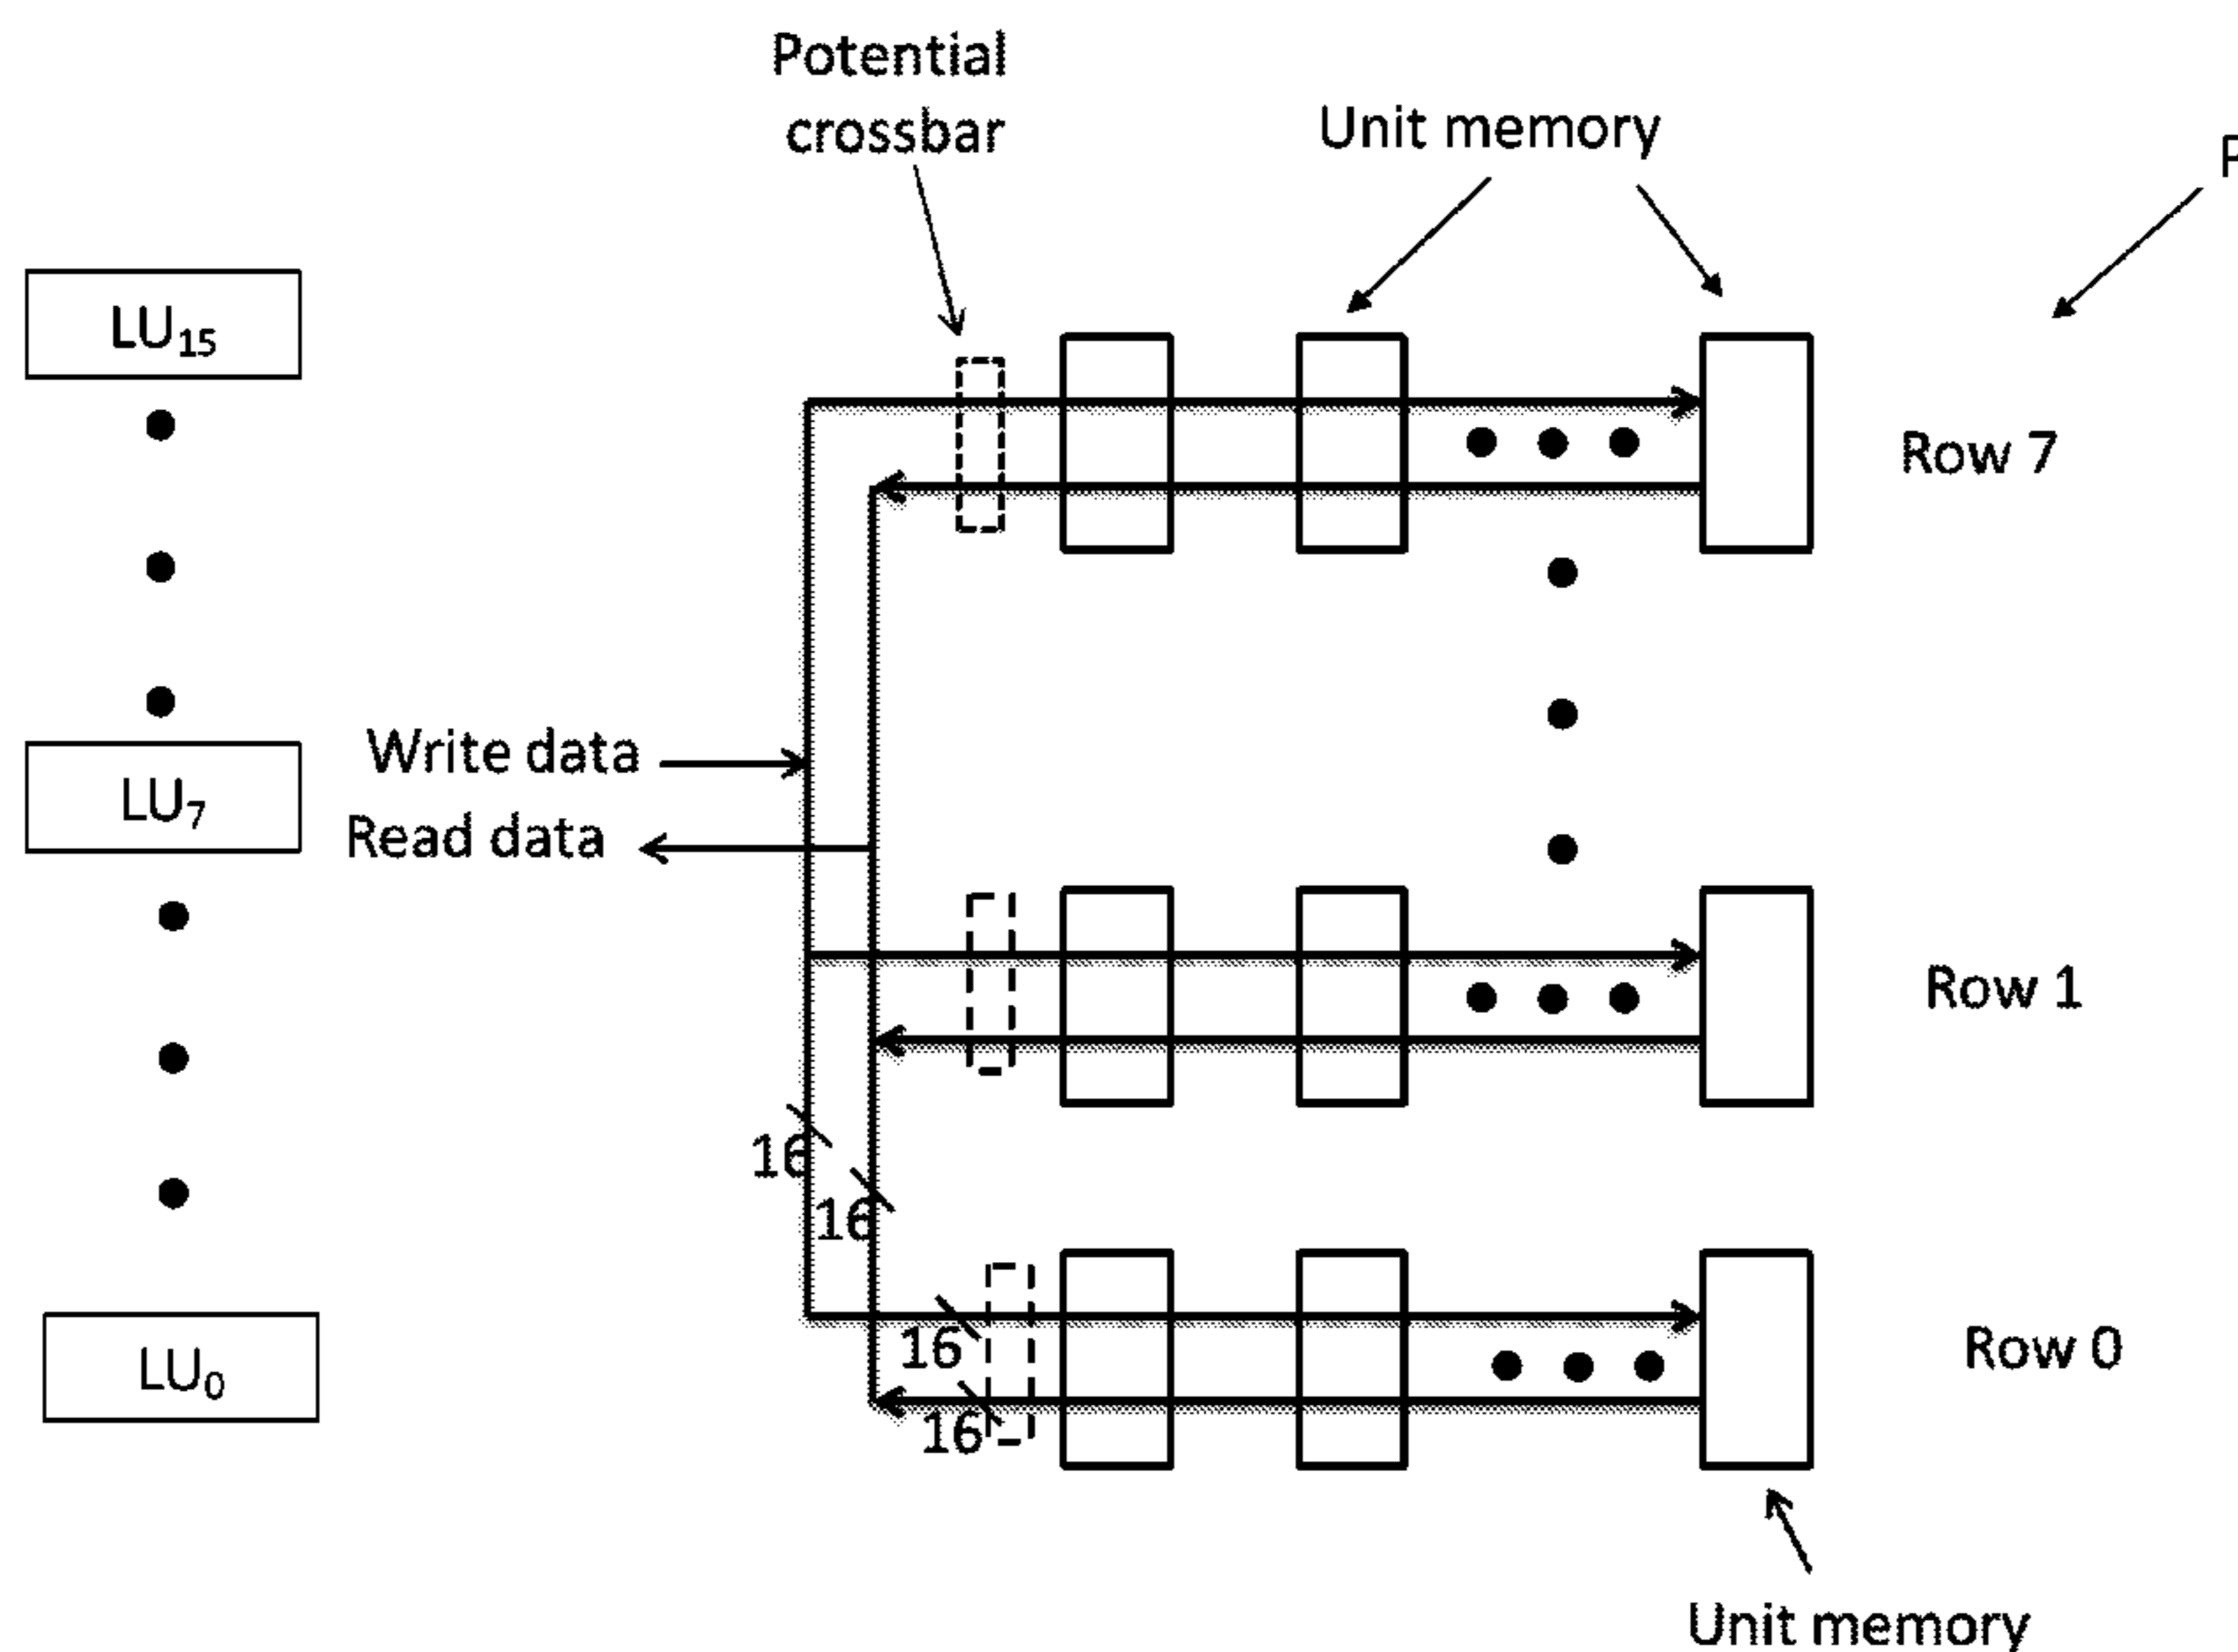 Potential
crossbar
Unit memory
P
LU15
Row 7
Write data
LU7
Read data
Row 1
16
16
LU0
16
Row 0
16
Unit memory